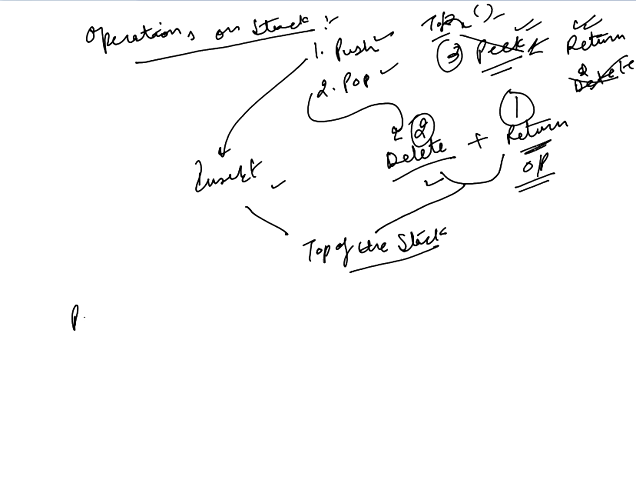 Operations on Stack :-
1. Push
Top()
③ Peek
Return
2. Pop
2 Delete
①
② Delete + Return
OP
Insert
Top of the Stack
P